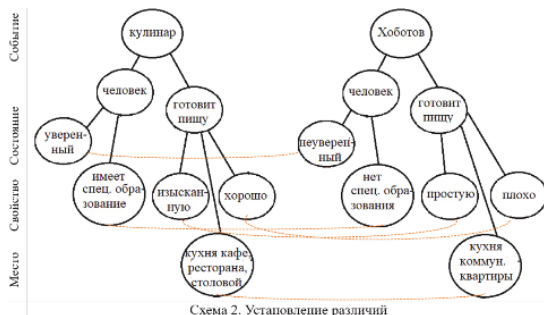 Событие
Состояние
Свойство
Место
кулинар
человек
готовит
пищу
уверен-
ный
имеет
спец. обра-
зование
изыскан-
ную
хорошо
кухня кафе,
ресторана,
столовой
Хоботов
человек
готовит
пищу
неуверен-
ный
нет
спец. обра-
зования
простую
плохо
кухня
коммун.
квартиры
Схема 2. Установление различий